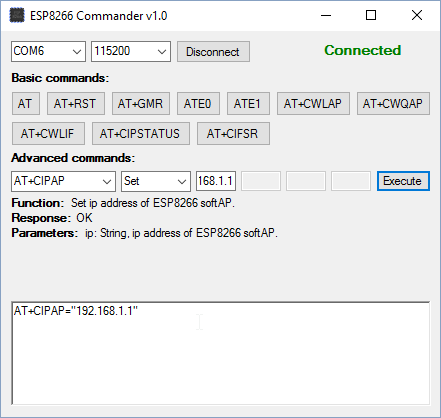 ESP8266 Commander v1.0
COM6 115200 Disconnect Connected
Basic commands:
AT AT+RST AT+GMR ATE0 ATE1 AT+CWLAP AT+CWQAP
AT+CWLIF AT+CIPSTATUS AT+CIFSR
Advanced commands:
AT+CIPAP Set 168.1.1 Execute
Function: Set ip address of ESP8266 softAP.
Response: OK
Parameters: ip: String, ip address of ESP8266 softAP.
AT+CIPAP="192.168.1.1"